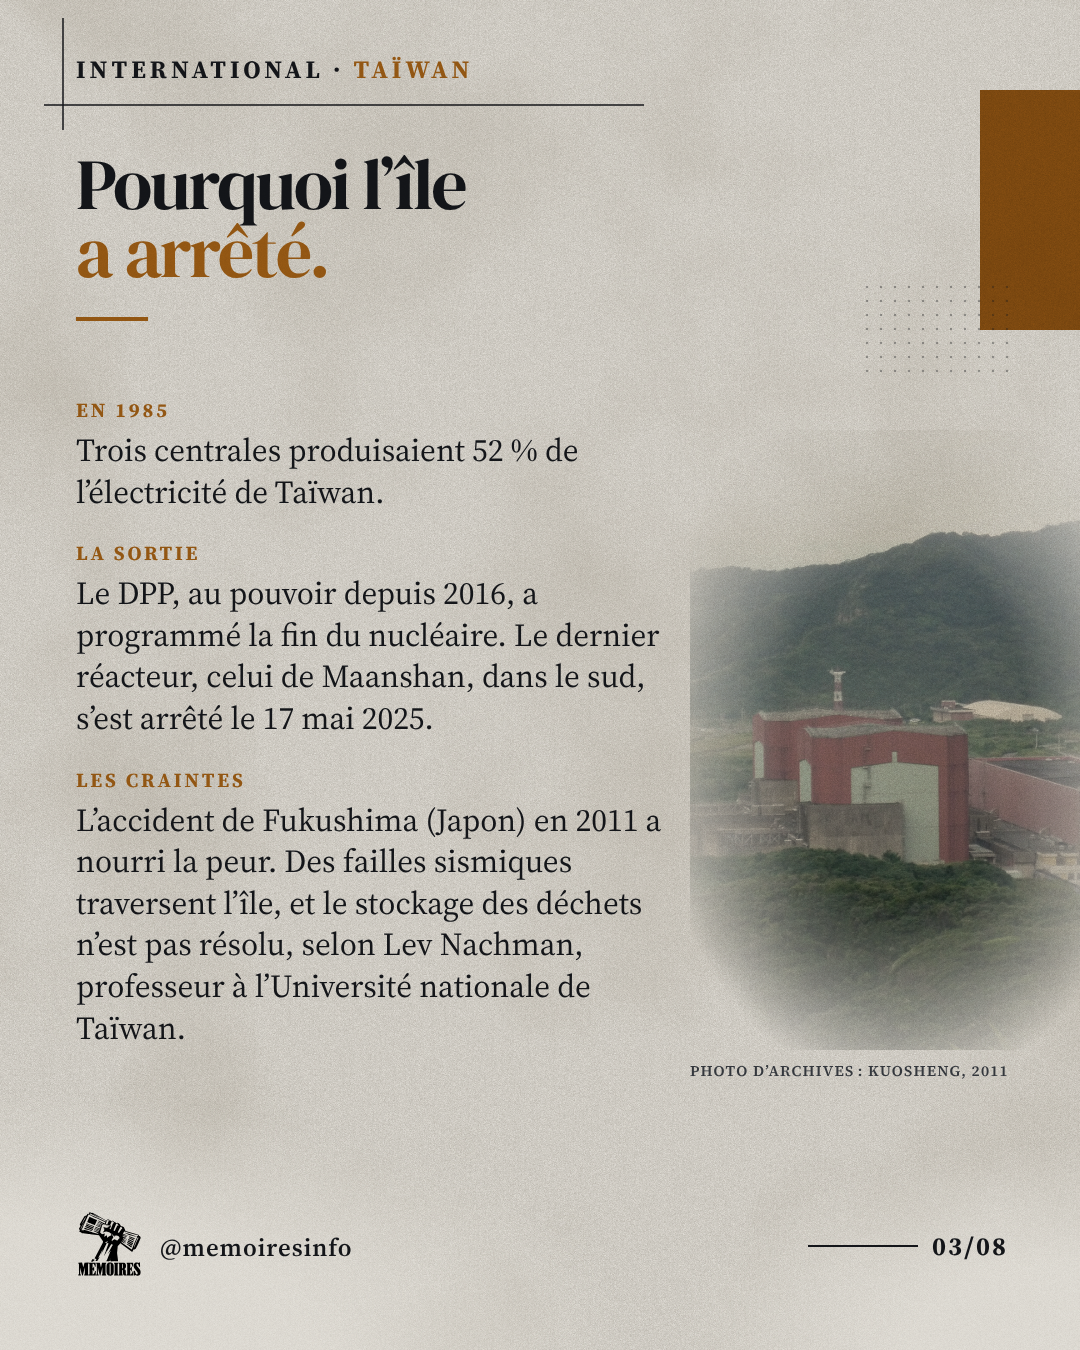 INTERNATIONAL · TAÏWAN
Pourquoi l’île
a arrêté.
EN 1985
Trois centrales produisaient 52 % de
l’électricité de Taïwan.
LA SORTIE
Le DPP, au pouvoir depuis 2016, a
programmé la fin du nucléaire. Le dernier
réacteur, celui de Maanshan, dans le sud,
s’est arrêté le 17 mai 2025.
LES CRAINTES
L’accident de Fukushima (Japon) en 2011 a
nourri la peur. Des failles sismiques
traversent l’île, et le stockage des déchets
n’est pas résolu, selon Lev Nachman,
professeur à l’Université nationale de
Taïwan.
PHOTO D’ARCHIVES : KUOSHENG, 2011
MÉMOIRES
@memoiresinfo
03/08